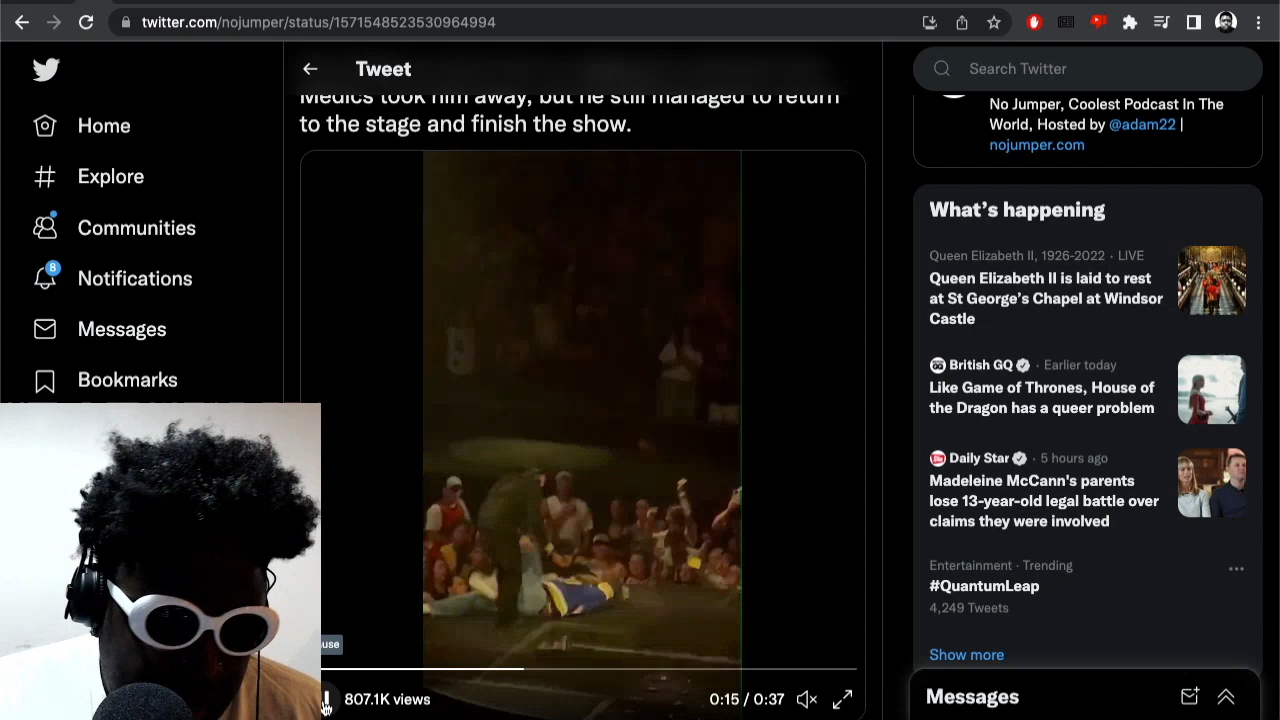 twitter.com/nojumper/status/1571548523530964994
Tweet
Search Twitter
Home
Explore
Communities
8
Notifications
Messages
Bookmarks
Medics took him away, but he still managed to return
to the stage and finish the show.
use
807.1K views
0:15 / 0:37
No Jumper, Coolest Podcast In The
World, Hosted by @adam22 |
nojumper.com
What's happening
Queen Elizabeth II, 1926-2022 · LIVE
Queen Elizabeth II is laid to rest
at St George's Chapel at Windsor
Castle
British GQ · Earlier today
Like Game of Thrones, House of
the Dragon has a queer problem
Daily Star · 5 hours ago
Madeleine McCann's parents
lose 13-year-old legal battle over
claims they were involved
Entertainment · Trending
#QuantumLeap
4,249 Tweets
Show more
Messages